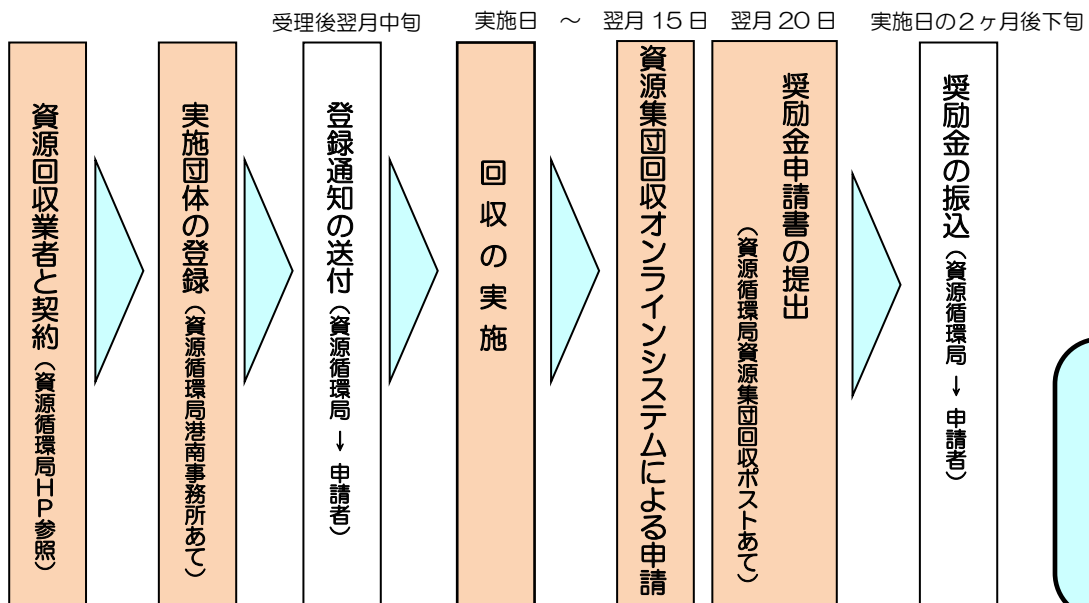 受理後翌月中旬
実施日 ～ 翌月15日
翌月20日
実施日の2ヶ月後下旬
資源回収業者と契約（資源循環局HP参照）
実施団体の登録（資源循環局港南事務所あて）
登録通知の送付（資源循環局 → 申請者）
回収の実施
資源集団回収オンラインシステムによる申請
奨励金申請書の提出
（資源循環局資源集団回収ポストあて）
奨励金の振込（資源循環局 → 申請者）